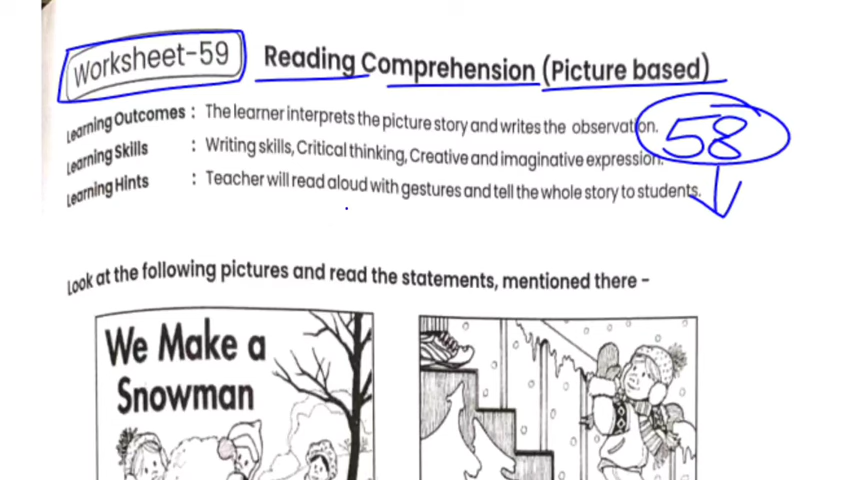 Worksheet-59 Reading Comprehension (Picture based)
Learning Outcomes : The learner interprets the picture story and writes the observation.
58
Learning Skills : Writing skills, Critical thinking, Creative and imaginative expression.
Learning Hints : Teacher will read aloud with gestures and tell the whole story to students.
Look at the following pictures and read the statements, mentioned there –
We Make a
Snowman